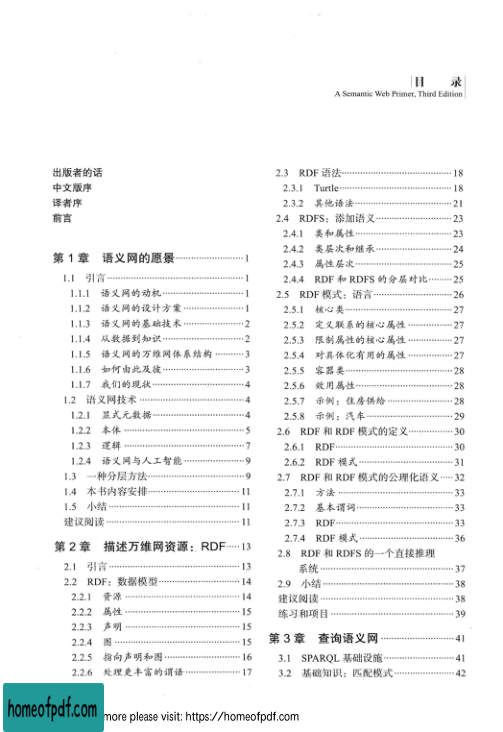 目 录
A Semantic Web Primer, Third Edition
出版者的话
中文版序
译者序
前言
第 1 章 语义网的愿景 1
1.1 引言 1
1.1.1 语义网的动机 1
1.1.2 语义网的设计方案 1
1.1.3 语义网的基础技术 2
1.1.4 从数据到知识 2
1.1.5 语义网的万维网体系结构 3
1.1.6 如何由此及彼 3
1.1.7 我们的现状 4
1.2 语义网技术 4
1.2.1 显式元数据 4
1.2.2 本体 5
1.2.3 逻辑 7
1.2.4 语义网与人工智能 9
1.3 一种分层方法 9
1.4 本书内容安排 11
1.5 小结 11
建议阅读 11
第 2 章 描述万维网资源：RDF 13
2.1 引言 13
2.2 RDF：数据模型 14
2.2.1 资源 14
2.2.2 属性 15
2.2.3 声明 15
2.2.4 图 15
2.2.5 指向声明和图 16
2.2.6 处理更丰富的谓语 17
2.3 RDF 语法 18
2.3.1 Turtle 18
2.3.2 其他语法 21
2.4 RDFS：添加语义 23
2.4.1 类和属性 23
2.4.2 类层次和继承 24
2.4.3 属性层次 25
2.4.4 RDF 和 RDFS 的分层对比 25
2.5 RDF 模式：语言 26
2.5.1 核心类 27
2.5.2 定义联系的核心属性 27
2.5.3 限制属性的核心属性 27
2.5.4 对具体化有用的属性 27
2.5.5 容器类 28
2.5.6 效用属性 28
2.5.7 示例：住房供给 28
2.5.8 示例：汽车 29
2.6 RDF 和 RDF 模式的定义 30
2.6.1 RDF 30
2.6.2 RDF 模式 31
2.7 RDF 和 RDF 模式的公理化语义 32
2.7.1 方法 33
2.7.2 基本谓词 33
2.7.3 RDF 33
2.7.4 RDF 模式 36
2.8 RDF 和 RDFS 的一个直接推理
系统 37
2.9 小结 38
建议阅读 38
练习和项目 39
第 3 章 查询语义网 41
3.1 SPARQL 基础设施 41
3.2 基础知识：匹配模式 42
homeofpdf.com
more please visit: https://homeofpdf.com